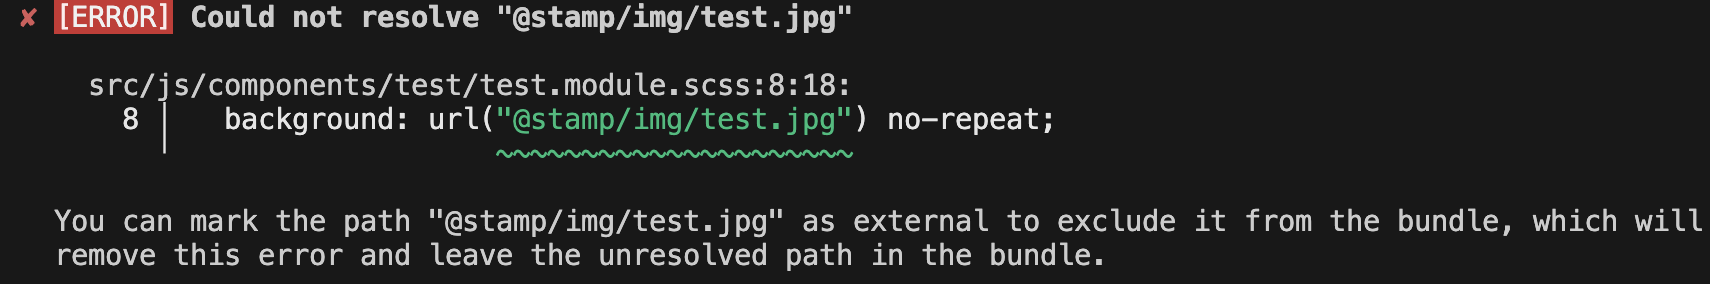 ✘ [ERROR] Could not resolve "@stamp/img/test.jpg"
src/js/components/test/test.module.scss:8:18:
8 │ background: url("@stamp/img/test.jpg") no-repeat;
You can mark the path "@stamp/img/test.jpg" as external to exclude it from the bundle, which will
remove this error and leave the unresolved path in the bundle.